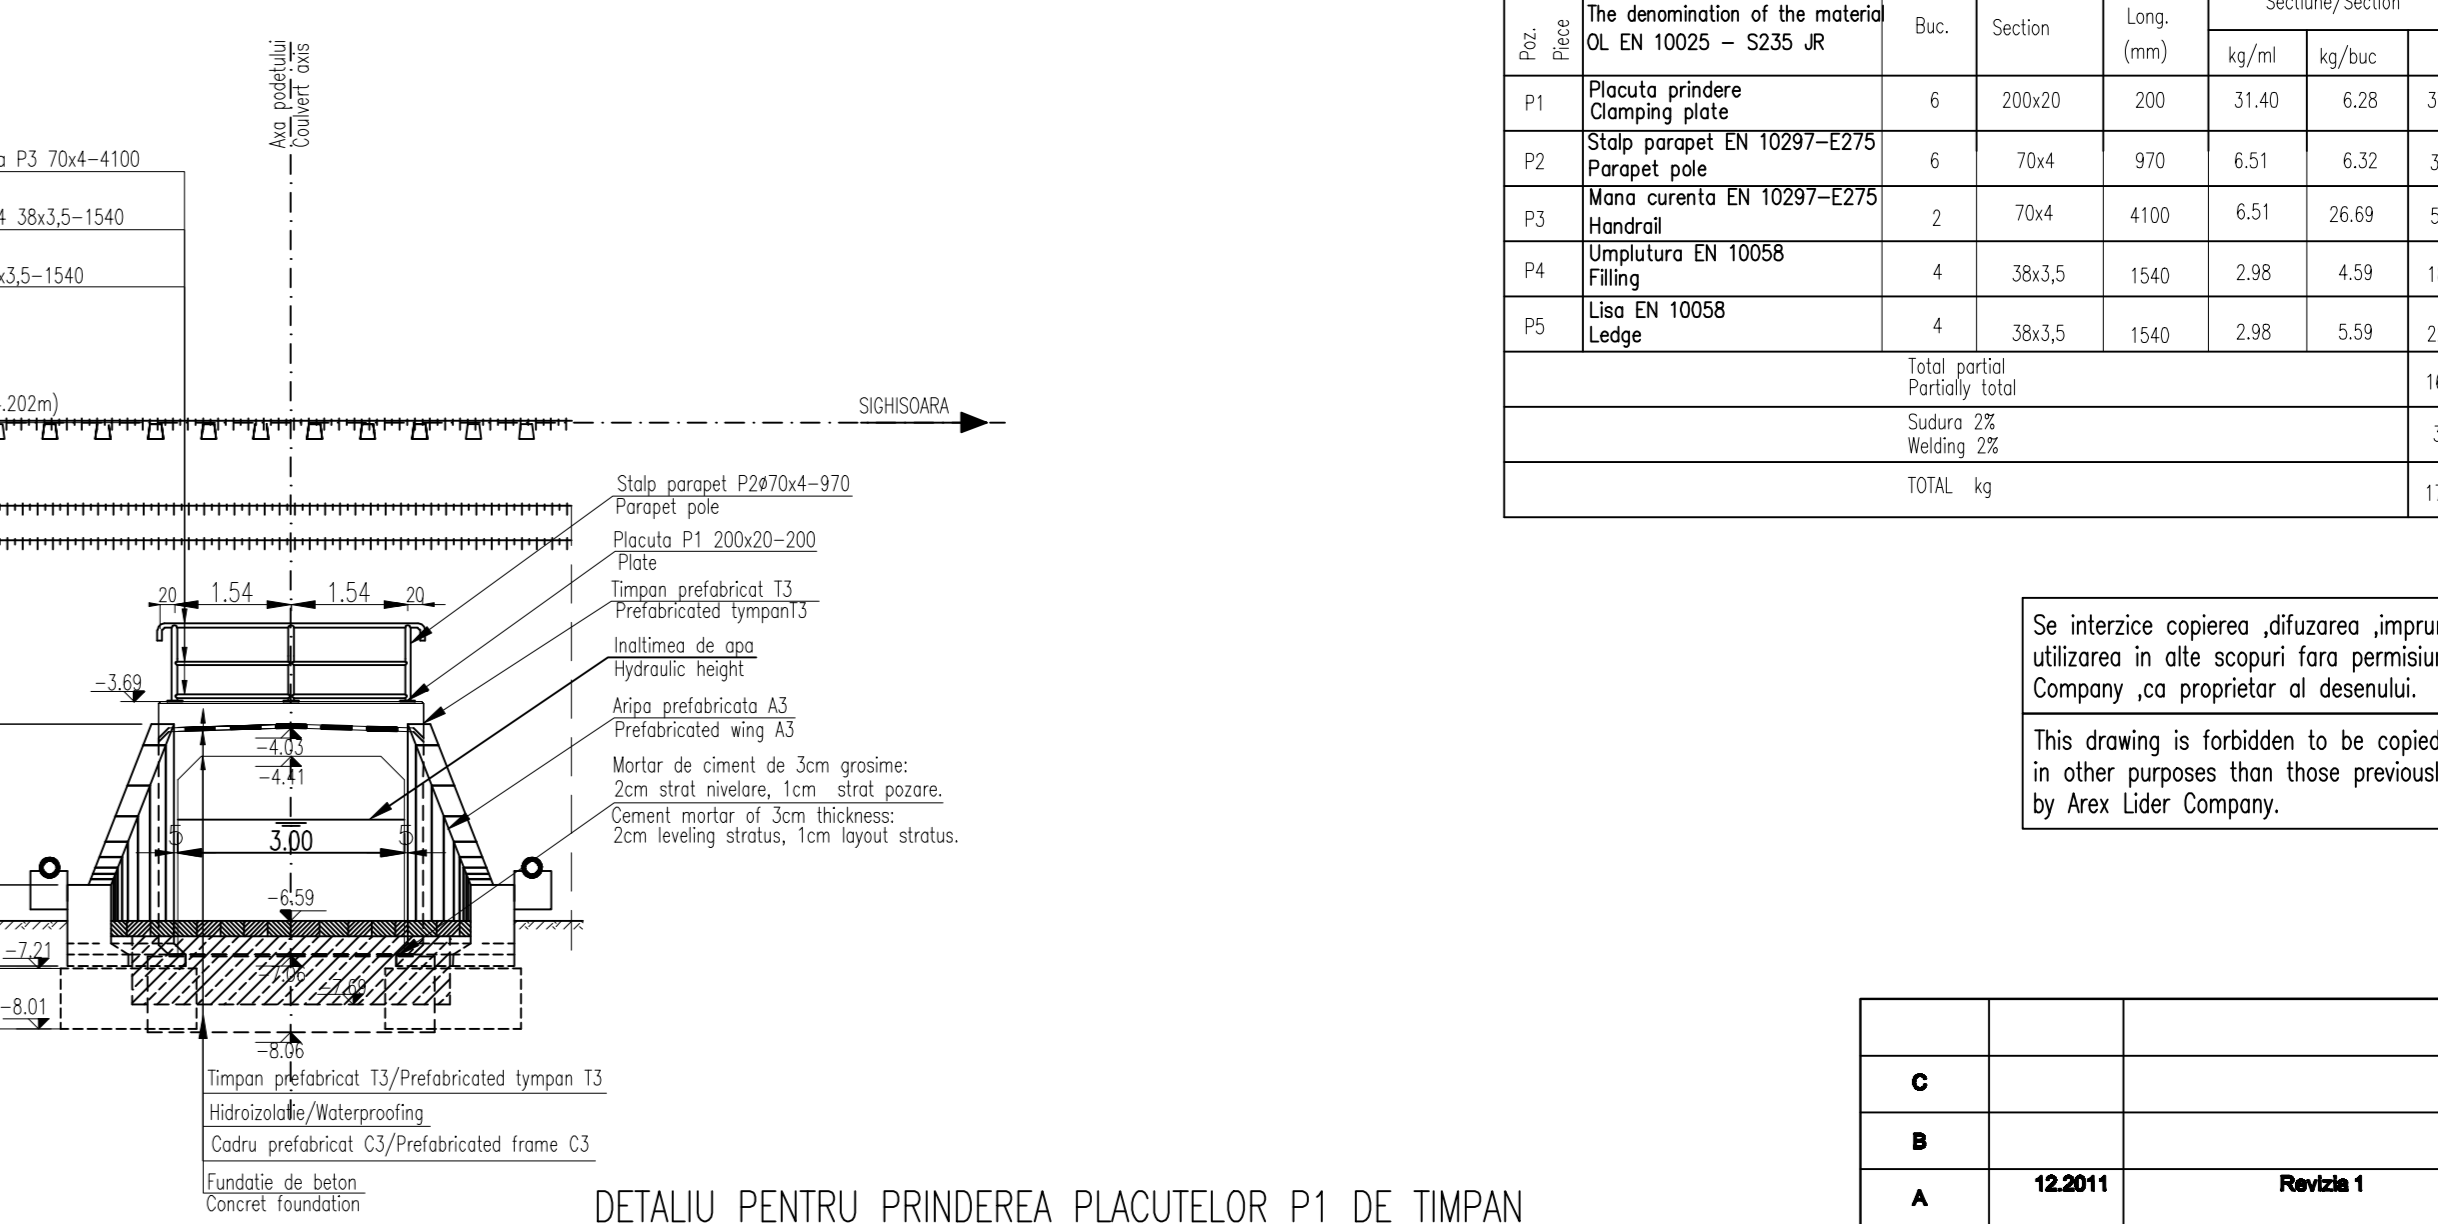 Axa podetului
Coulvert axis
P3 70x4-4100
38x3,5-1540
x3,5-1540
.202m)
SIGHISOARA
Stalp parapet P2ø70x4-970
Parapet pole
Placuta P1 200x20-200
Plate
Timpan prefabricat T3
Prefabricated tympanT3
Inaltimea de apa
Hydraulic height
Aripa prefabricata A3
Prefabricated wing A3
Mortar de ciment de 3cm grosime:
2cm strat nivelare, 1cm strat pozare.
Cement mortar of 3cm thickness:
2cm leveling stratus, 1cm layout stratus.
20 1.54 1.54 20
-3.69
-4.03
-4.41
5 3.00 5
-6.59
-7.21
-7.06
-7.69
-8.01
-8.06
Timpan prefabricat T3/Prefabricated tympan T3
Hidroizolatie/Waterproofing
Cadru prefabricat C3/Prefabricated frame C3
Fundatie de beton
Concret foundation
DETALIU PENTRU PRINDEREA PLACUTELOR P1 DE TIMPAN
Poz.
Piece
The denomination of the material
OL EN 10025 - S235 JR
Buc.
Section
Long.
(mm)
Sectiune/Section
kg/ml kg/buc
P1 Placuta prindere
Clamping plate
6 200x20 200 31.40 6.28
P2 Stalp parapet EN 10297-E275
Parapet pole
6 70x4 970 6.51 6.32
P3 Mana curenta EN 10297-E275
Handrail
2 70x4 4100 6.51 26.69
P4 Umplutura EN 10058
Filling
4 38x3,5 1540 2.98 4.59
P5 Lisa EN 10058
Ledge
4 38x3,5 1540 2.98 5.59
Total partial
Partially total
Sudura 2%
Welding 2%
TOTAL kg
Se interzice copierea ,difuzarea
utilizarea in alte scopuri fara
Company ,ca proprietar al desenului.
This drawing is forbidden to be copied
in other purposes than those
by Arex Lider Company.
C
B
A 12.2011 Revizia 1